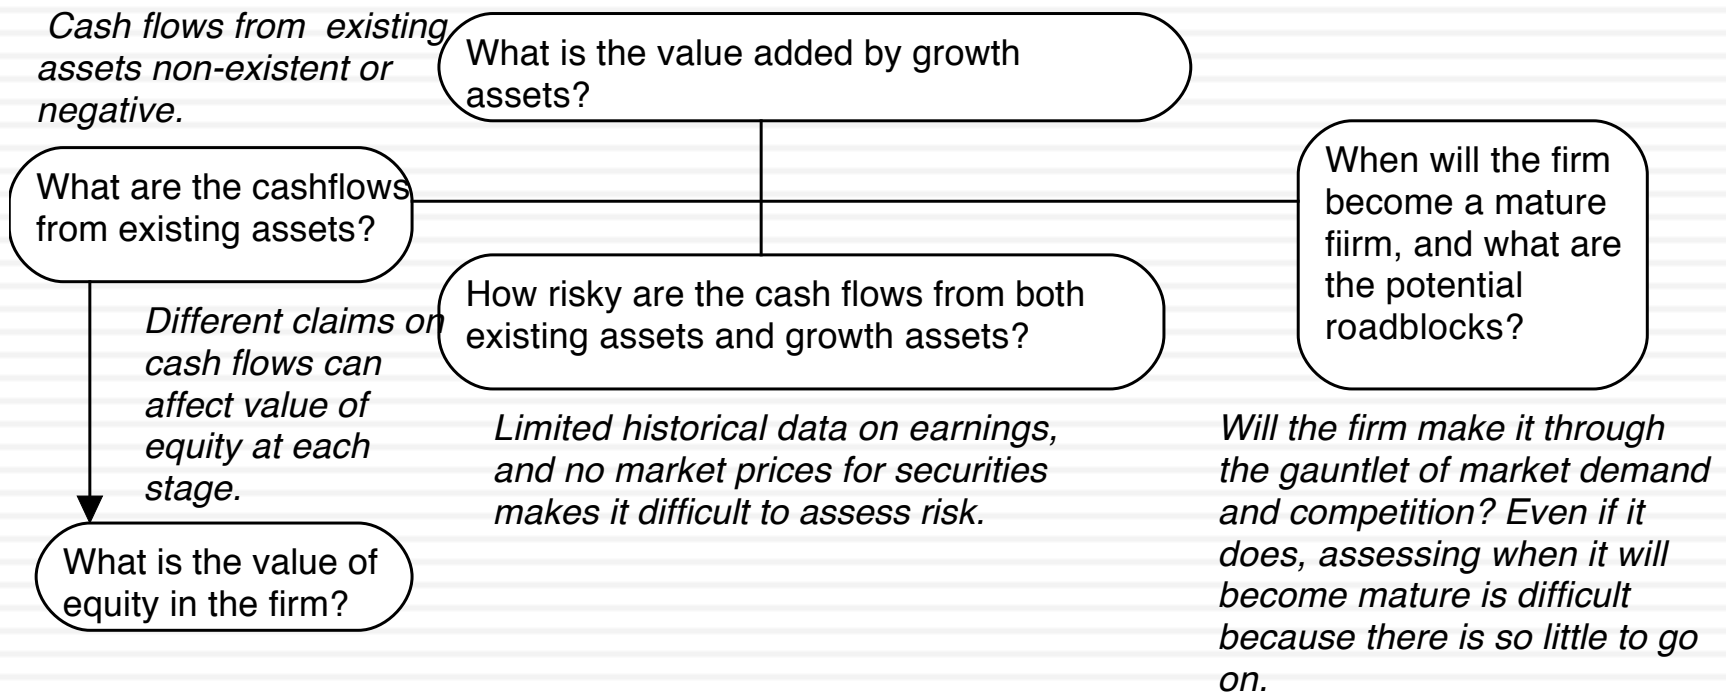 Cash flows from existing
assets non-existent or
negative.
What is the value added by growth
assets?
What are the cashflows
from existing assets?
When will the firm
become a mature
fiirm, and what are
the potential
roadblocks?
How risky are the cash flows from both
existing assets and growth assets?
Different claims on
cash flows can
affect value of
equity at each
stage.
Limited historical data on earnings,
and no market prices for securities
makes it difficult to assess risk.
Will the firm make it through
the gauntlet of market demand
and competition? Even if it
does, assessing when it will
become mature is difficult
because there is so little to go
on.
What is the value of
equity in the firm?